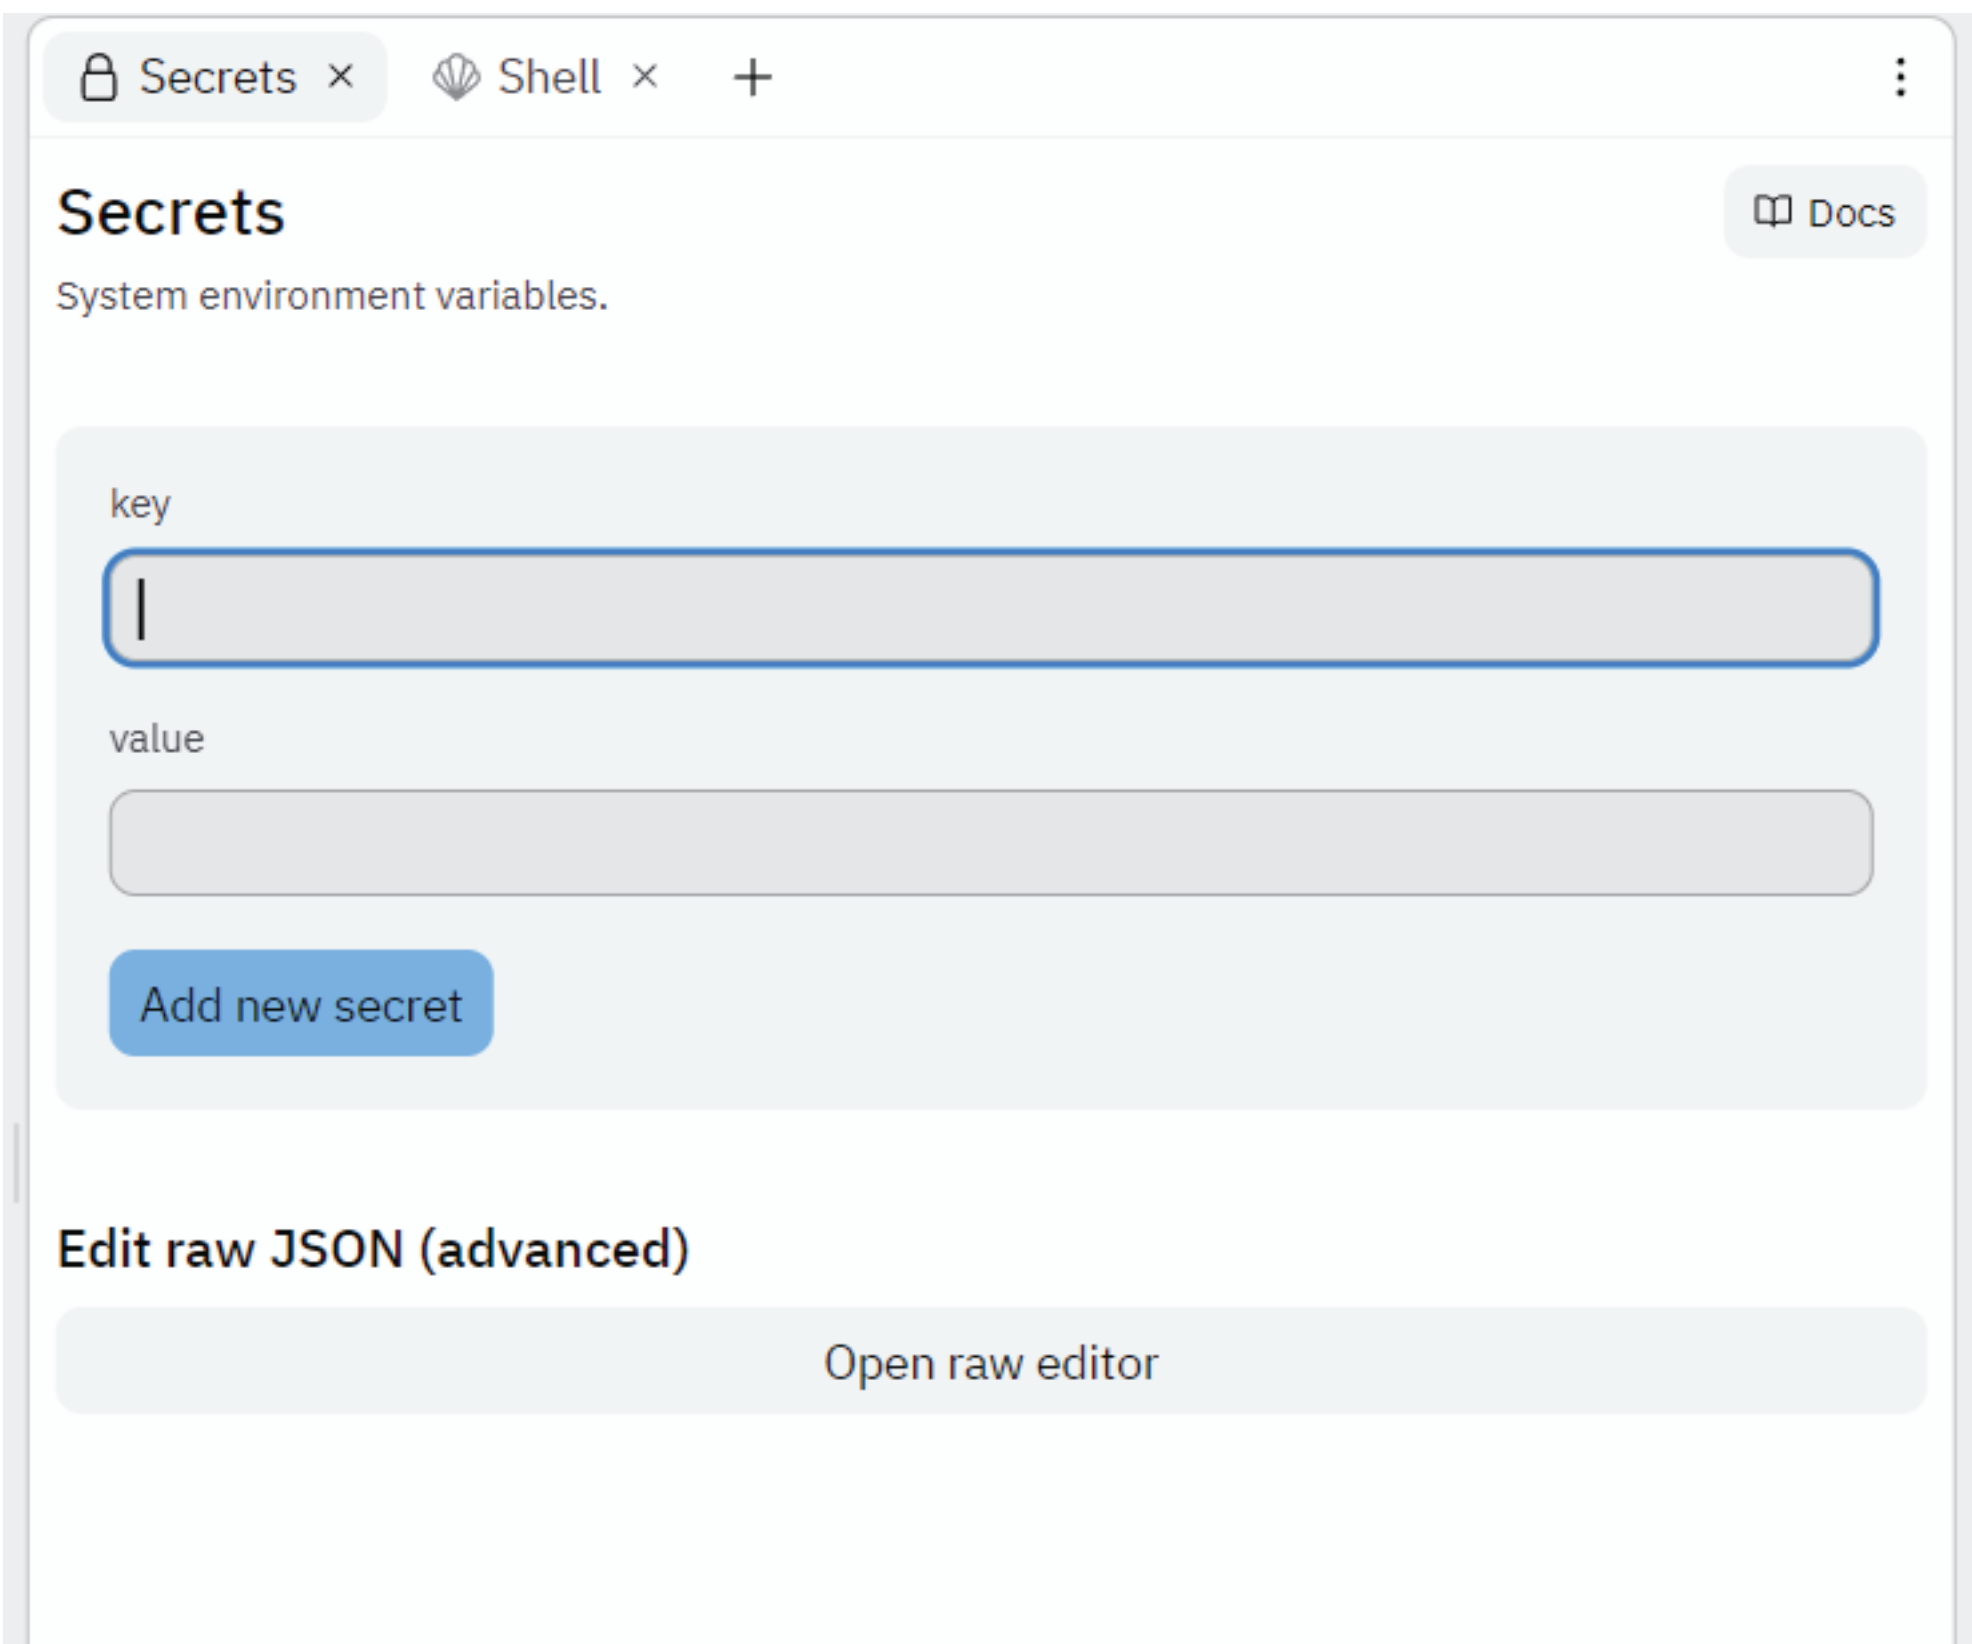 Secrets
Shell
Secrets
Docs
System environment variables.
key
value
Add new secret
Edit raw JSON (advanced)
Open raw editor